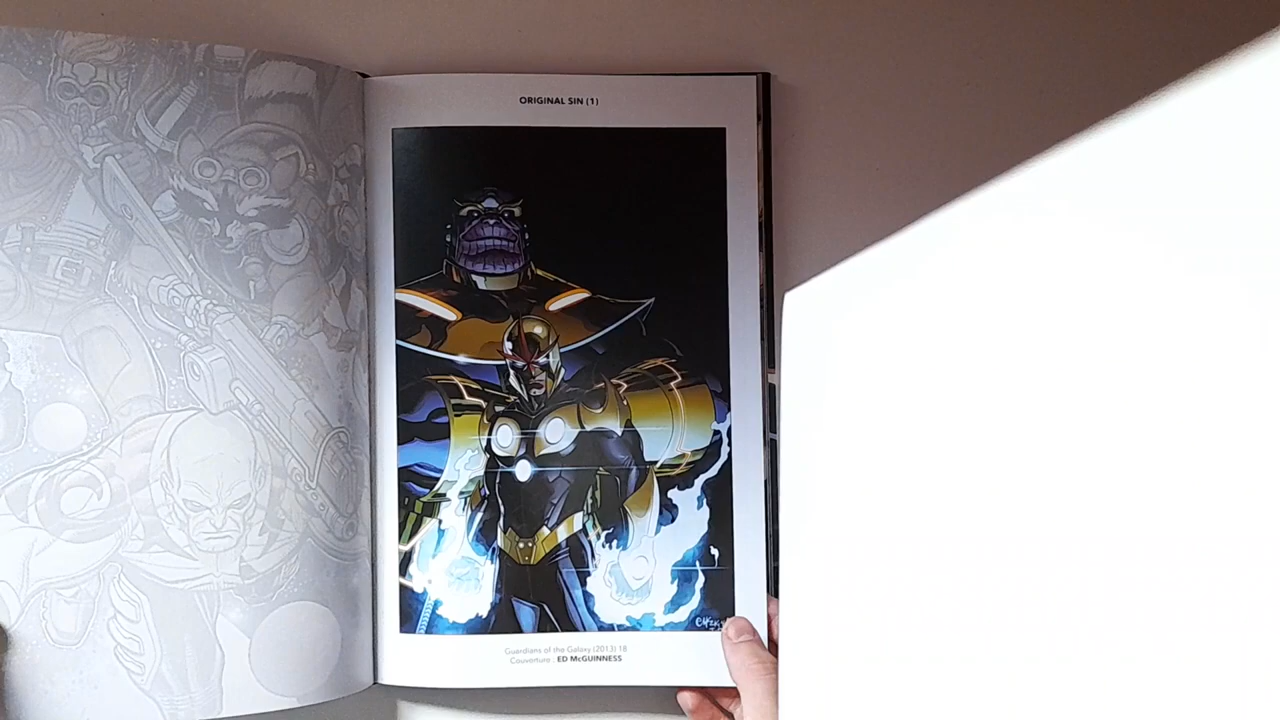 ORIGINAL SIN (1)
Guardians of the Galaxy (2013) 18
Couverture : ED McGUINNESS